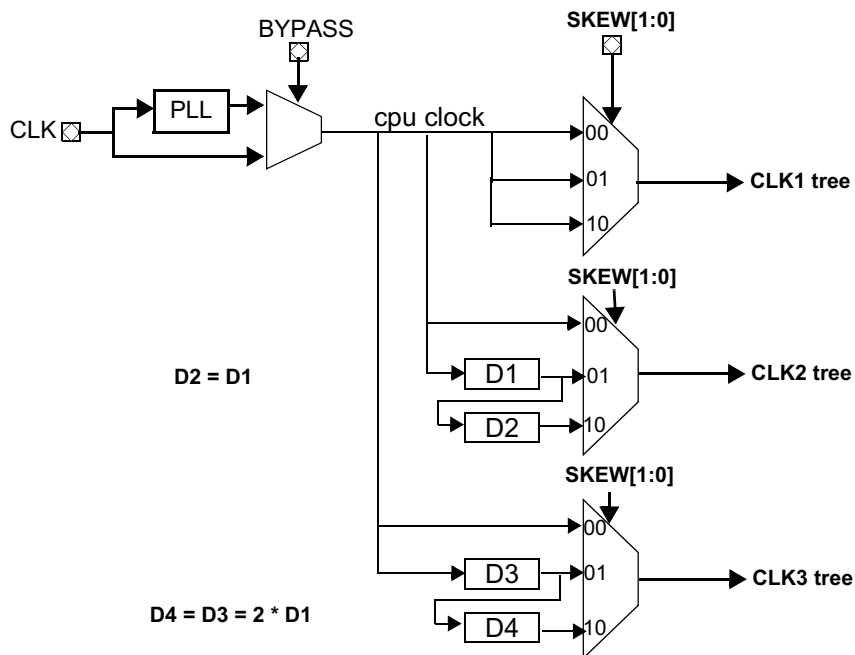 BYPASS
SKEW[1:0]
PLL
CLK
cpu clock
00
01
10
CLK1 tree
SKEW[1:0]
00
D1
01
CLK2 tree
D2 = D1
D2
10
SKEW[1:0]
00
D3
01
CLK3 tree
D4 = D3 = 2 * D1
D4
10